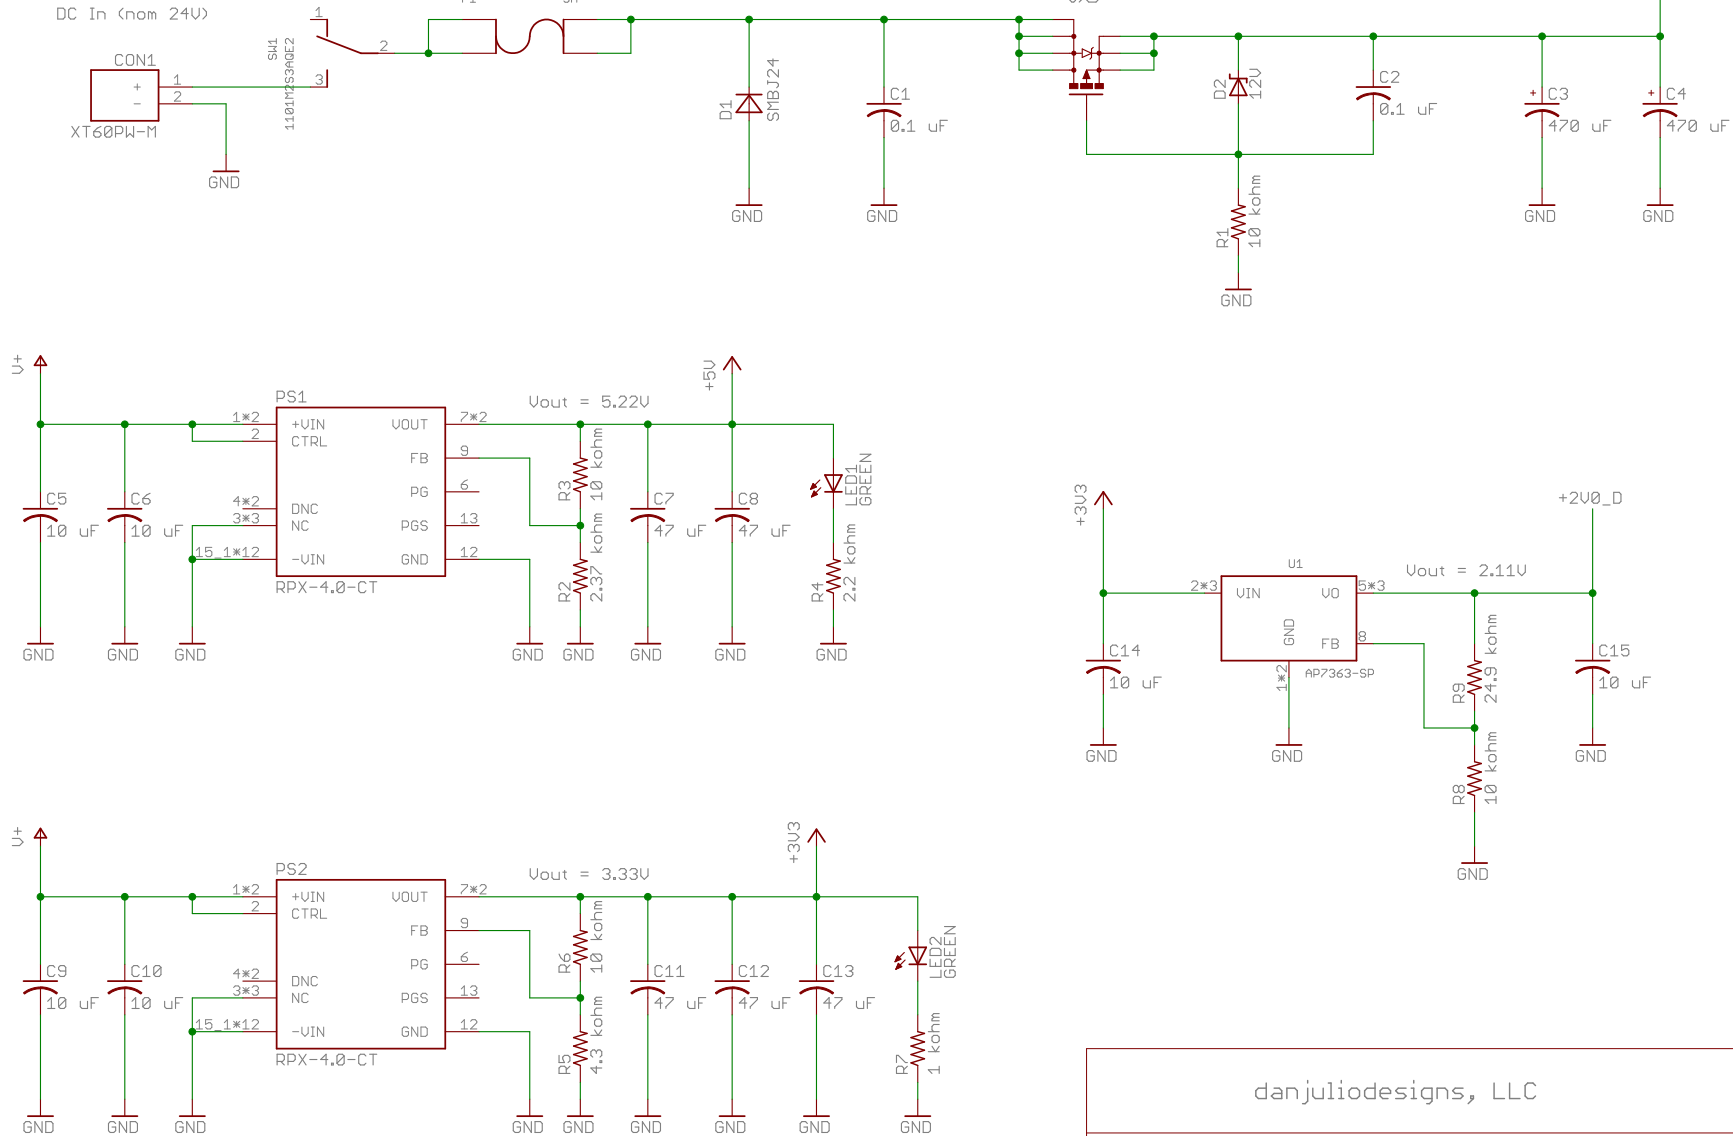 DC In (nom 24V)
CON1
+
-
1
2
XT60PW-M
GND
1
2
3
SW1
1101M2S3AQE2
D1
SMBJ24
GND
C1
0.1 uF
GND
D2
12V
C2
0.1 uF
R1
10 kohm
GND
+
C3
470 uF
GND
+
C4
470 uF
GND
V+
C5
10 uF
GND
C6
10 uF
GND
PS1
1*2
2
4*2
3*3
15_1*12
+VIN
CTRL
DNC
NC
-VIN
VOUT
FB
PG
PGS
GND
7*2
9
6
13
12
RPX-4.0-CT
GND
GND
Vout = 5.22V
R3
10 kohm
R2
2.37 kohm
GND
C7
47 uF
GND
+5V
C8
47 uF
LED1
GREEN
R4
2.2 kohm
GND
+3V3
C14
10 uF
GND
U1
2*3
VIN
VO
GND
FB
5*3
8
1*2
AP7363-SP
GND
Vout = 2.11V
R9
24.9 kohm
R8
10 kohm
GND
+2V0_D
C15
10 uF
GND
V+
C9
10 uF
GND
C10
10 uF
GND
PS2
1*2
2
4*2
3*3
15_1*12
+VIN
CTRL
DNC
NC
-VIN
VOUT
FB
PG
PGS
GND
7*2
9
6
13
12
RPX-4.0-CT
GND
GND
Vout = 3.33V
R6
10 kohm
R5
4.3 kohm
GND
C11
47 uF
GND
C12
47 uF
GND
+3V3
C13
47 uF
GND
LED2
GREEN
R7
1 kohm
GND
danjuliodesigns, LLC